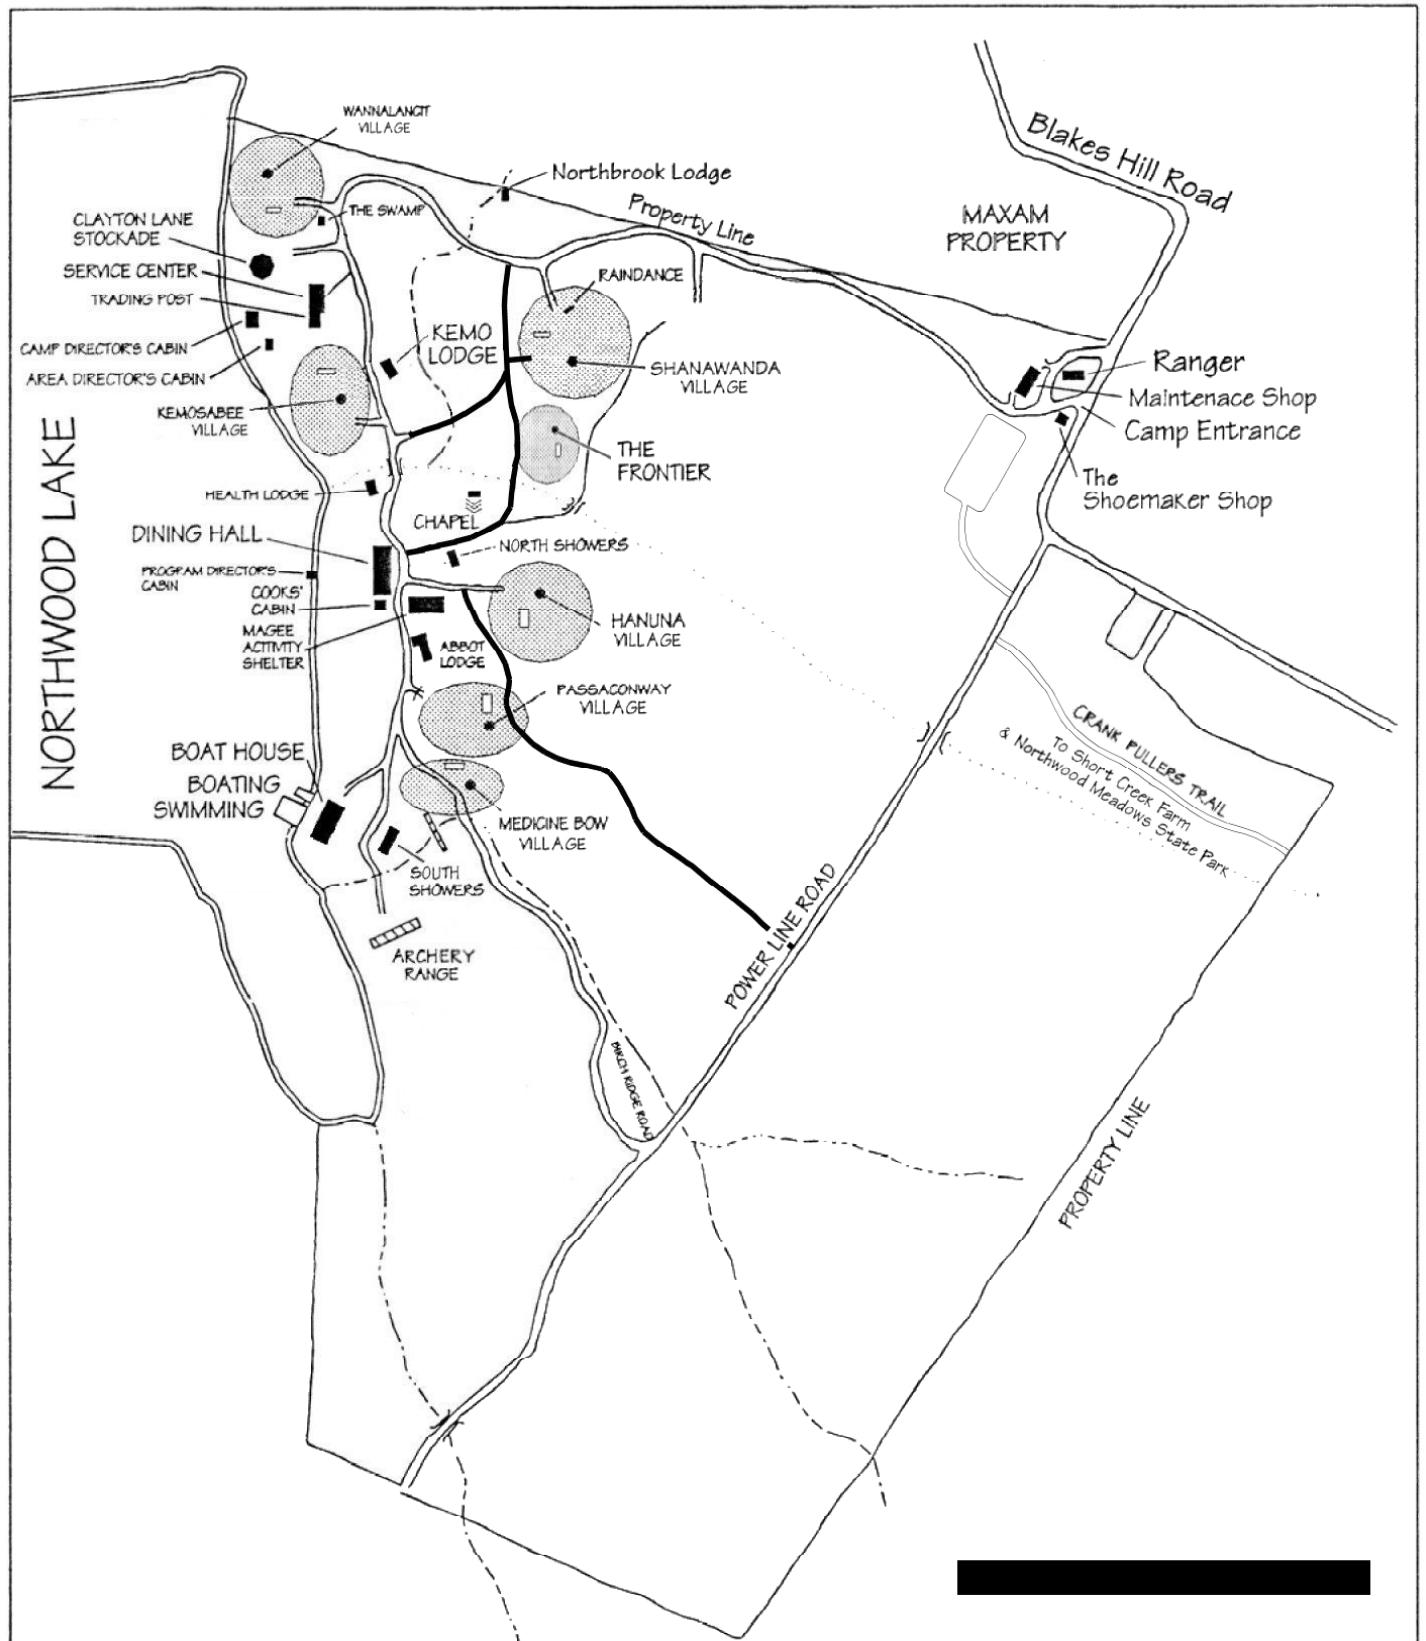 WANNALANCIT
VILLAGE
Blakes Hill Road
Northbrook Lodge
Property Line
MAXAM
PROPERTY
THE SWAMP
CLAYTON LANE
STOCKADE
SERVICE CENTER
TRADING POST
CAMP DIRECTOR'S CABIN
AREA DIRECTOR'S CABIN
KEMOSABEE
VILLAGE
KEMO
LODGE
RAINDANCE
SHANAWANDA
VILLAGE
Ranger
Maintenace Shop
Camp Entrance
The
Shoemaker Shop
THE
FRONTIER
NORTHWOOD LAKE
HEALTH LODGE
CHAPEL
DINING HALL
NORTH SHOWERS
PROGRAM DIRECTOR'S
CABIN
COOKS'
CABIN
MAGEE
ACTIVITY
SHELTER
ABBOT
LODGE
HANUNA
VILLAGE
PASSACONWAY
VILLAGE
BOAT HOUSE
BOATING
SWIMMING
MEDICINE BOW
VILLAGE
SOUTH
SHOWERS
ARCHERY
RANGE
CRANK PULLERS TRAIL
To Short Creek Farm
& Northwood Meadows State Park
POWER LINE ROAD
BIRCH RIDGE ROAD
PROPERTY LINE